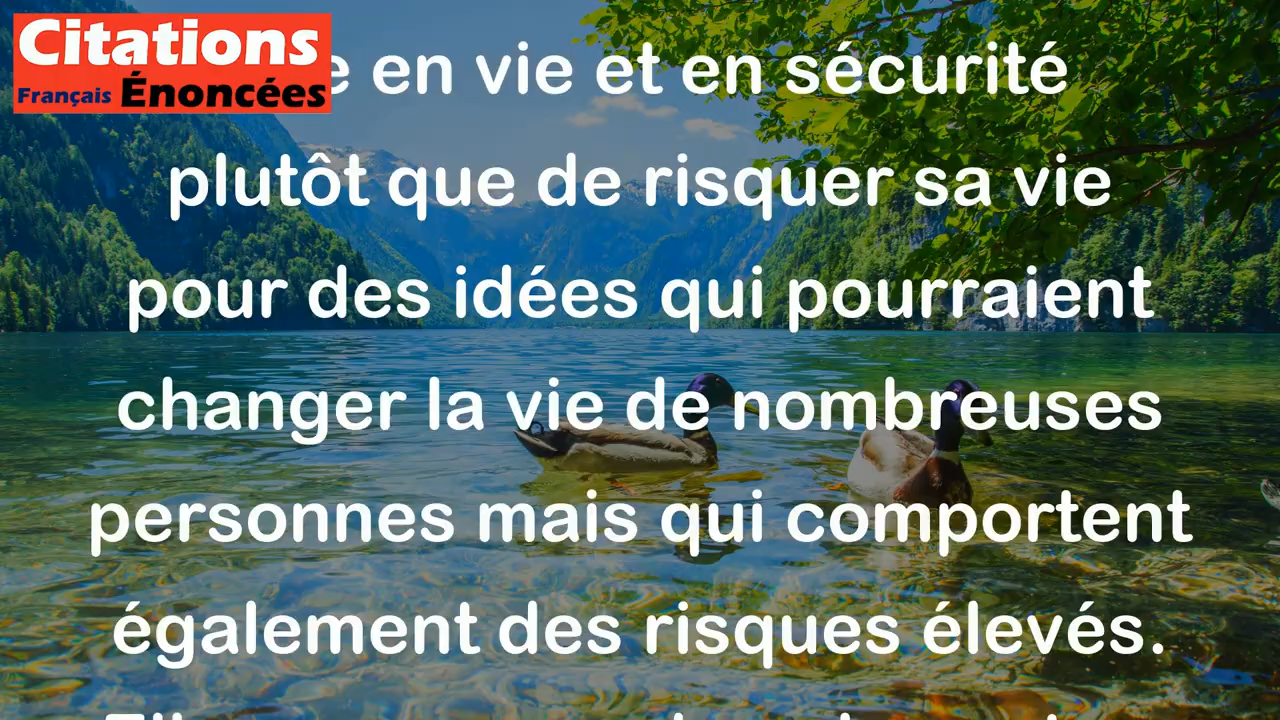 Citations
Français Énoncées
en vie et en sécurité
plutôt que de risquer sa vie
pour des idées qui pourraient
changer la vie de nombreuses
personnes mais qui comportent
également des risques élevés.